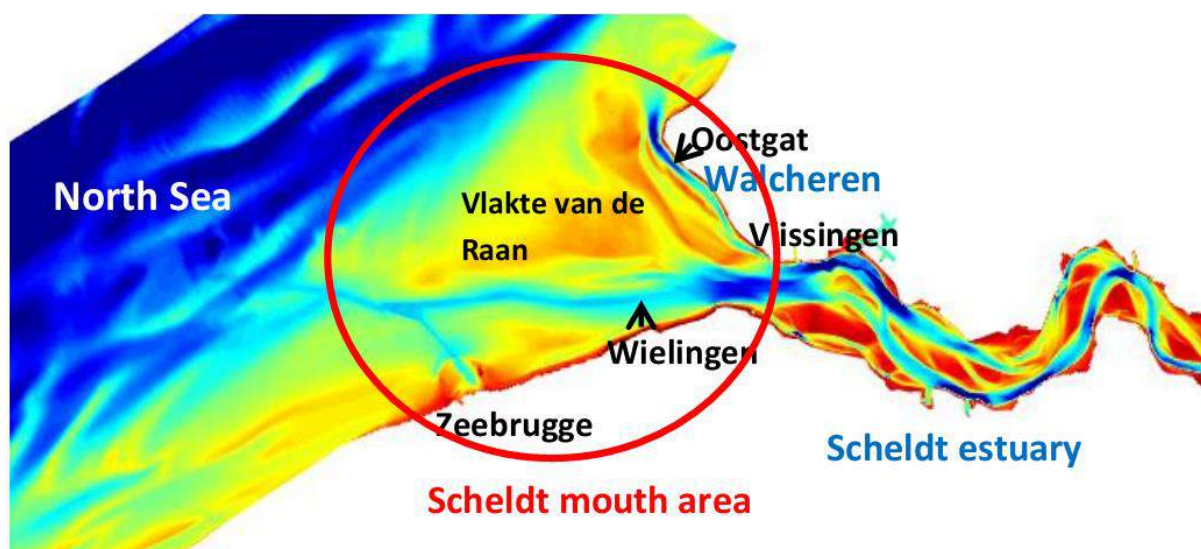 Oostgat
Walcheren
North Sea
Vlakte van de
Raan
Vlissingen
Wielingen
Zeebrugge
Scheldt estuary
Scheldt mouth area